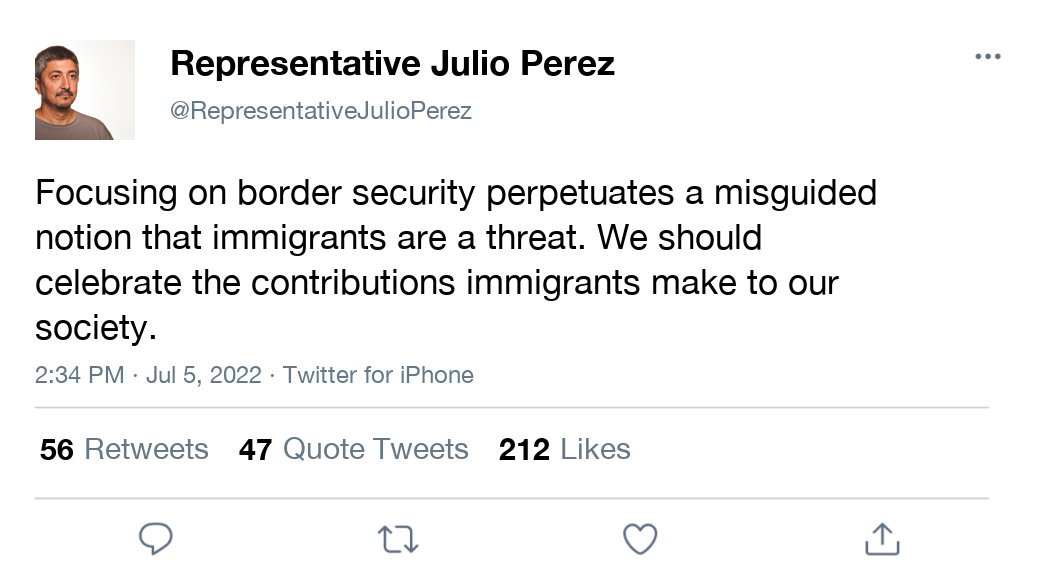 Representative Julio Perez
@RepresentativeJulioPerez
Focusing on border security perpetuates a misguided
notion that immigrants are a threat. We should
celebrate the contributions immigrants make to our
society.
2:34 PM · Jul 5, 2022 · Twitter for iPhone
56 Retweets 47 Quote Tweets 212 Likes